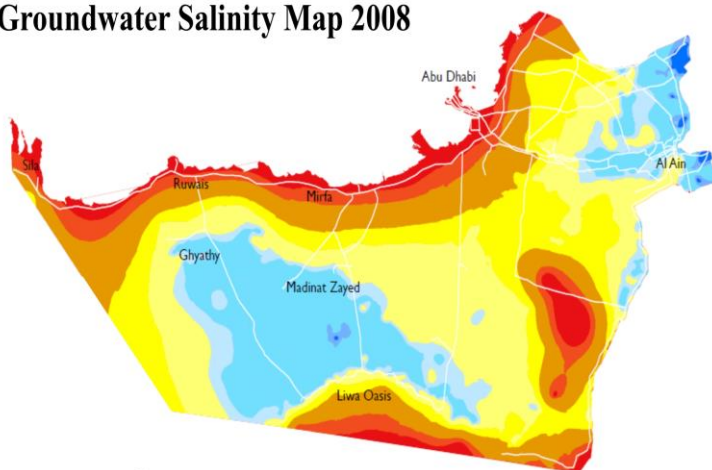 Groundwater Salinity Map 2008
Abu Dhabi
Sila
Ruwais
Mirfa
Al Ain
Ghyathy
Madinat Zayed
Liwa Oasis